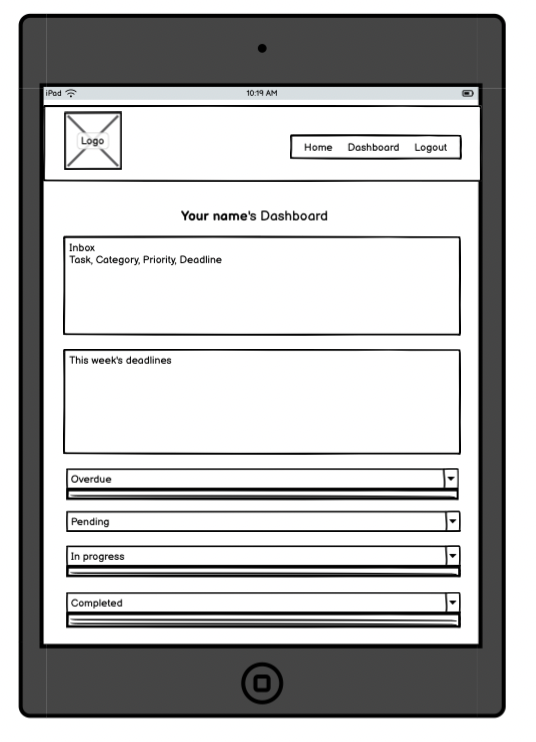 iPad 10:19 AM
Logo
Home Dashboard Logout
Your name's Dashboard
Inbox
Task, Category, Priority, Deadline
This week's deadlines
Overdue
Pending
In progress
Completed